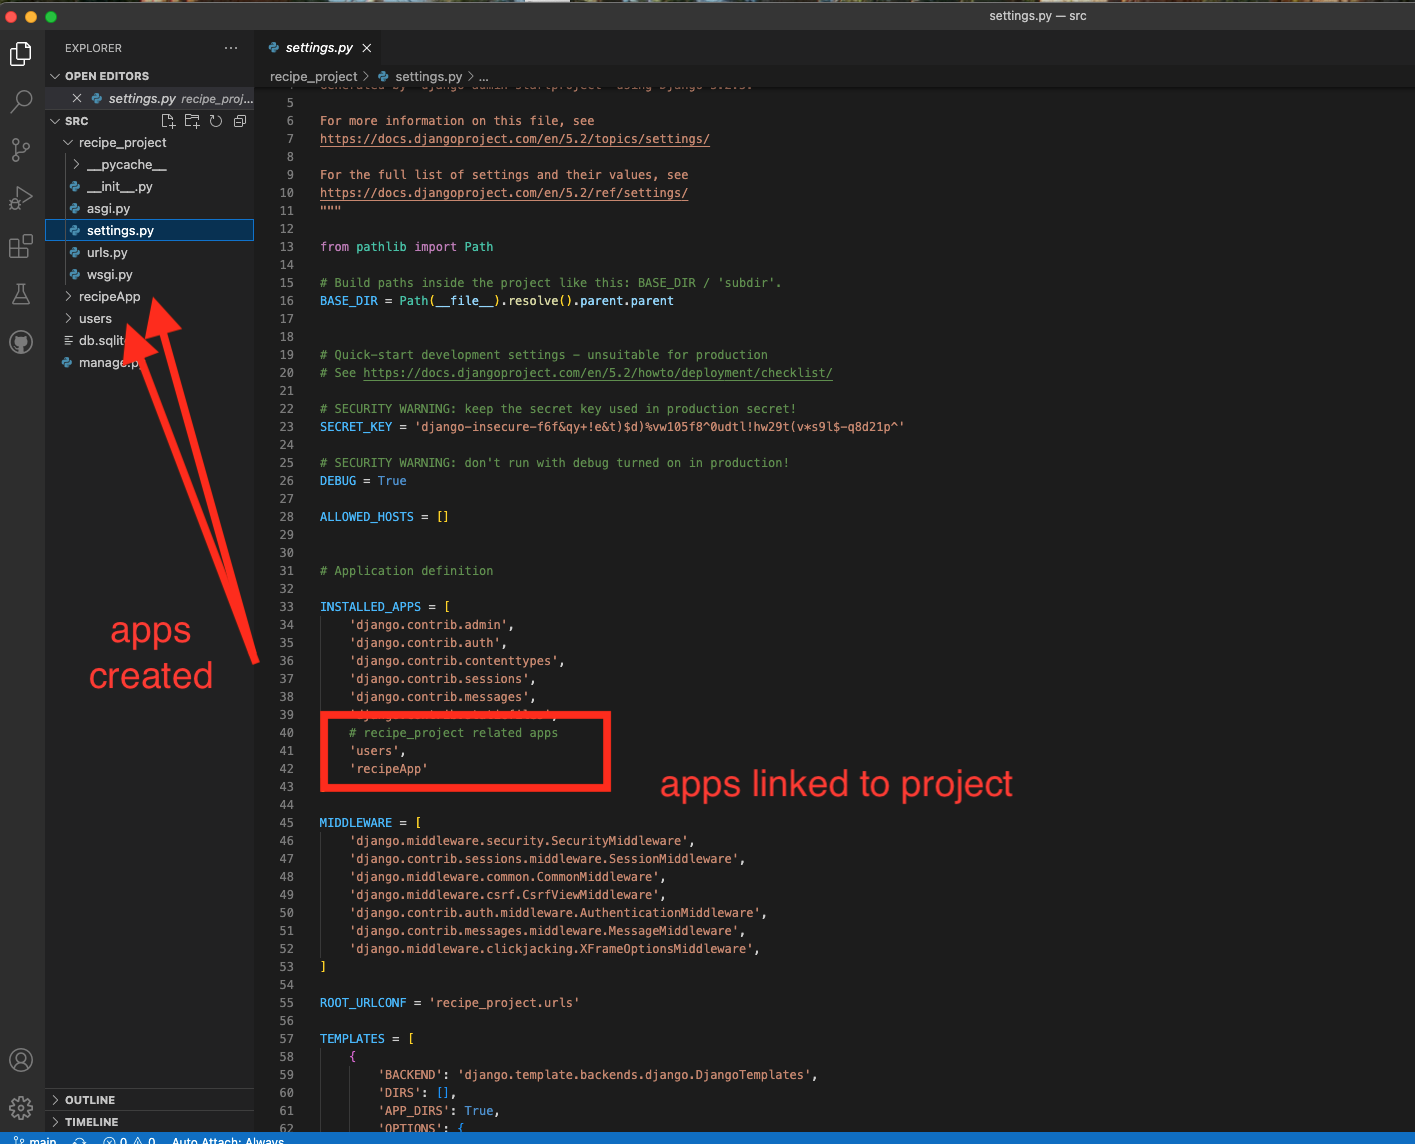 settings.py — src
EXPLORER
OPEN EDITORS
settings.py recipe_proj...
SRC
recipe_project
__pycache__
__init__.py
asgi.py
settings.py
urls.py
wsgi.py
recipeApp
users
db.sqlit
manage.p
apps
created
OUTLINE
TIMELINE
settings.py
recipe_project > settings.py > ...
5
6 For more information on this file, see
7 https://docs.djangoproject.com/en/5.2/topics/settings/
8
9 For the full list of settings and their values, see
10 https://docs.djangoproject.com/en/5.2/ref/settings/
11 """
12
13 from pathlib import Path
14
15 # Build paths inside the project like this: BASE_DIR / 'subdir'.
16 BASE_DIR = Path(__file__).resolve().parent.parent
17
18
19 # Quick-start development settings - unsuitable for production
20 # See https://docs.djangoproject.com/en/5.2/howto/deployment/checklist/
21
22 # SECURITY WARNING: keep the secret key used in production secret!
23 SECRET_KEY = 'django-insecure-f6f&qy+!e&t)$d)%vw105f8^0udtl!hw29t(v*s9l$-q8d21p^'
24
25 # SECURITY WARNING: don't run with debug turned on in production!
26 DEBUG = True
27
28 ALLOWED_HOSTS = []
29
30
31 # Application definition
32
33 INSTALLED_APPS = [
34 'django.contrib.admin',
35 'django.contrib.auth',
36 'django.contrib.contenttypes',
37 'django.contrib.sessions',
38 'django.contrib.messages',
39
40 # recipe_project related apps
41 'users',
42 'recipeApp'
43
apps linked to project
44
45 MIDDLEWARE = [
46 'django.middleware.security.SecurityMiddleware',
47 'django.contrib.sessions.middleware.SessionMiddleware',
48 'django.middleware.common.CommonMiddleware',
49 'django.middleware.csrf.CsrfViewMiddleware',
50 'django.contrib.auth.middleware.AuthenticationMiddleware',
51 'django.contrib.messages.middleware.MessageMiddleware',
52 'django.middleware.clickjacking.XFrameOptionsMiddleware',
53 ]
54
55 ROOT_URLCONF = 'recipe_project.urls'
56
57 TEMPLATES = [
58 {
59 'BACKEND': 'django.template.backends.django.DjangoTemplates',
60 'DIRS': [],
61 'APP_DIRS': True,
62 'OPTIONS': {
main 0 0 Auto Attach: Always